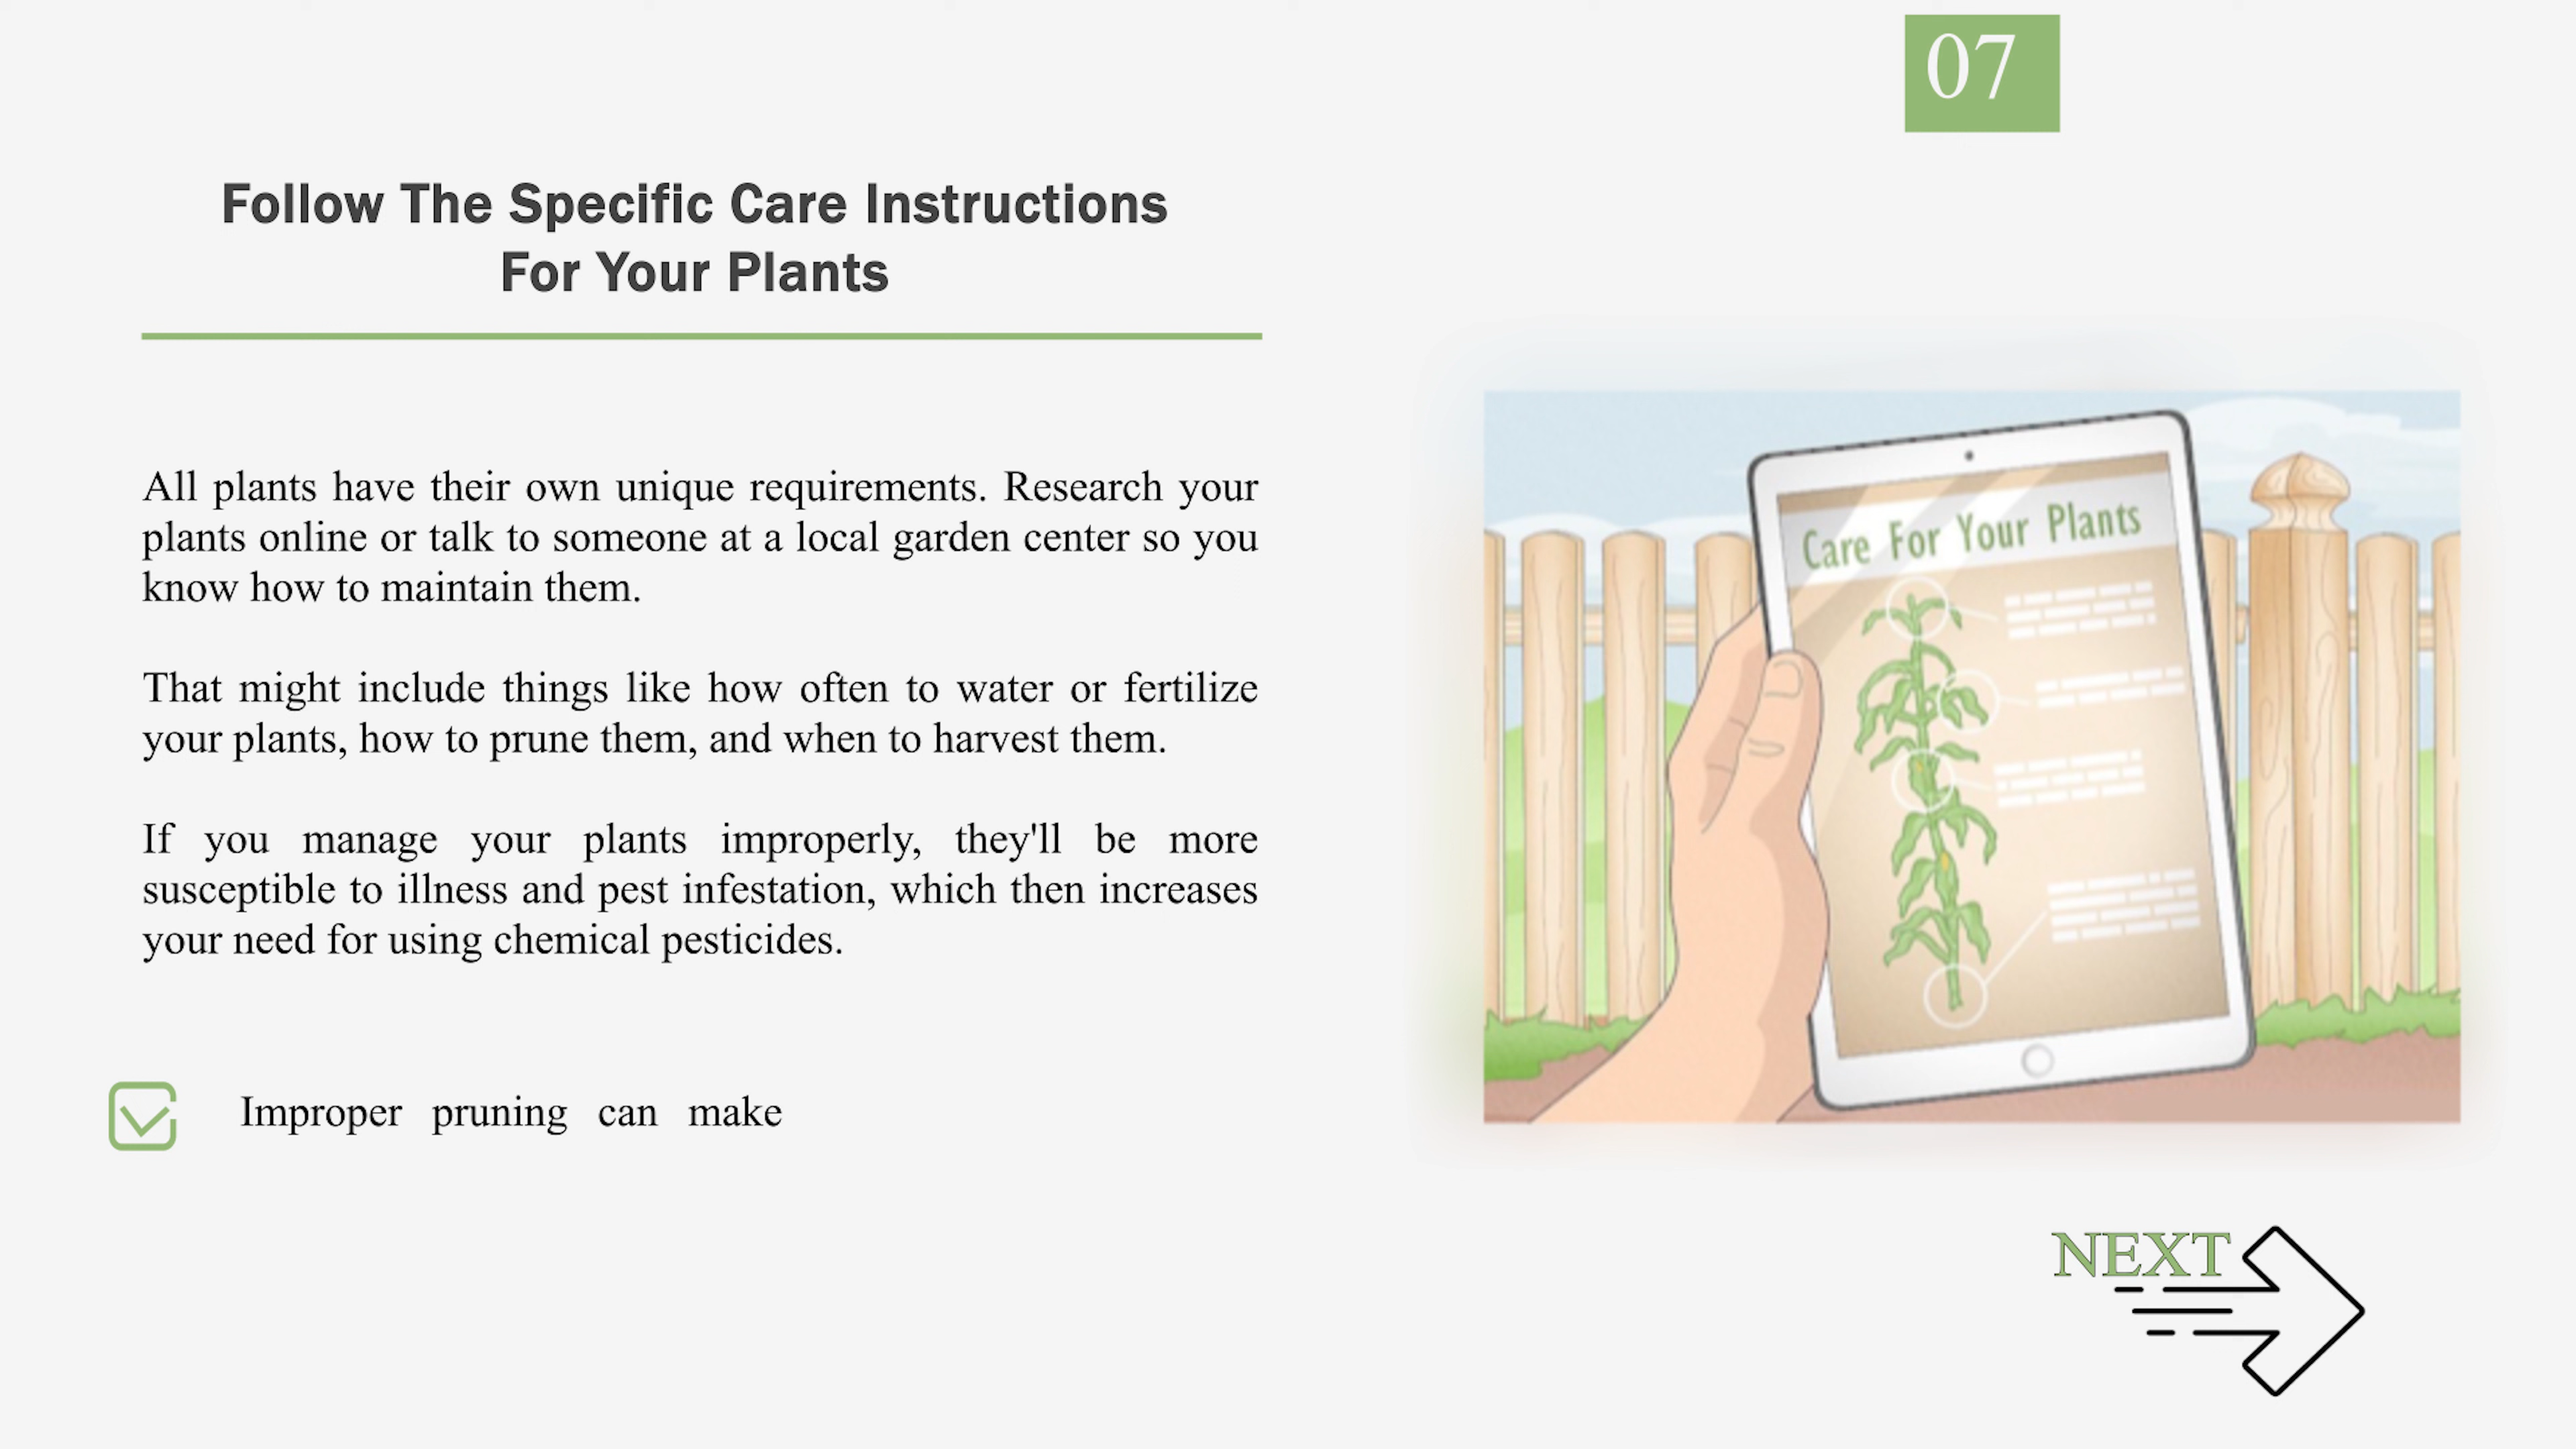 07
Follow The Specific Care Instructions
For Your Plants
All plants have their own unique requirements. Research your
plants online or talk to someone at a local garden center so you
know how to maintain them.
That might include things like how often to water or fertilize
your plants, how to prune them, and when to harvest them.
If you manage your plants improperly, they'll be more
susceptible to illness and pest infestation, which then increases
your need for using chemical pesticides.
Improper pruning can make
Care For Your Plants
NEXT